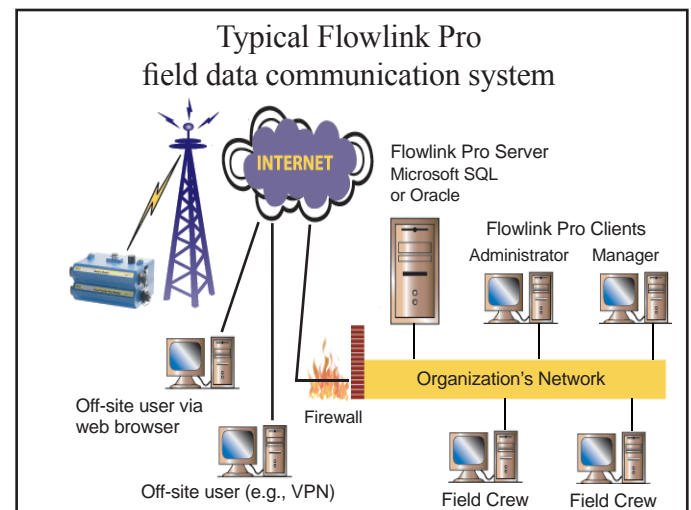 Typical Flowlink Pro
field data communication system
INTERNET
Flowlink Pro Server
Microsoft SQL
or Oracle
Flowlink Pro Clients
Administrator
Manager
Organization's Network
Firewall
Off-site user via
web browser
Off-site user (e.g., VPN)
Field Crew
Field Crew